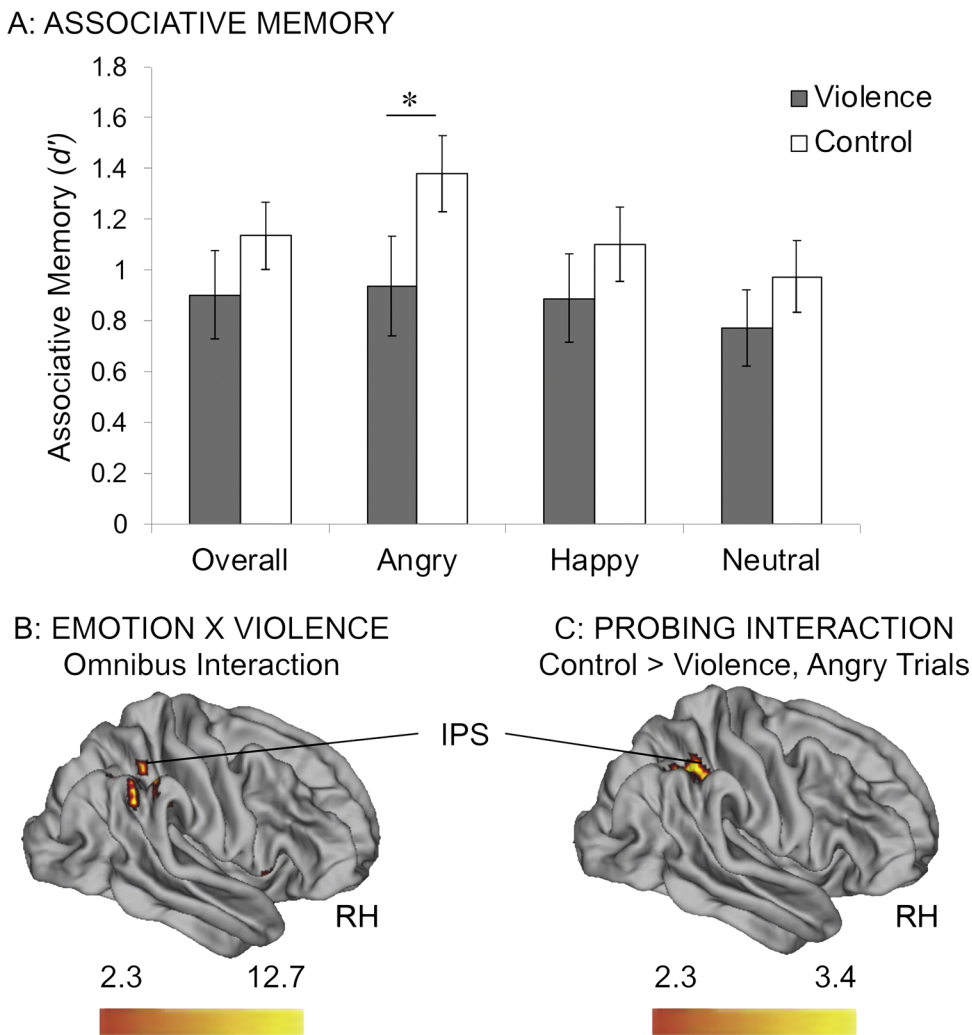 A: ASSOCIATIVE MEMORY
Associative Memory (d′)
1.8
1.6
1.4
1.2
1
0.8
0.6
0.4
0.2
0
*
Violence
Control
Overall Angry Happy Neutral
B: EMOTION X VIOLENCE
Omnibus Interaction
C: PROBING INTERACTION
Control > Violence, Angry Trials
IPS
RH
RH
2.3 12.7
2.3 3.4